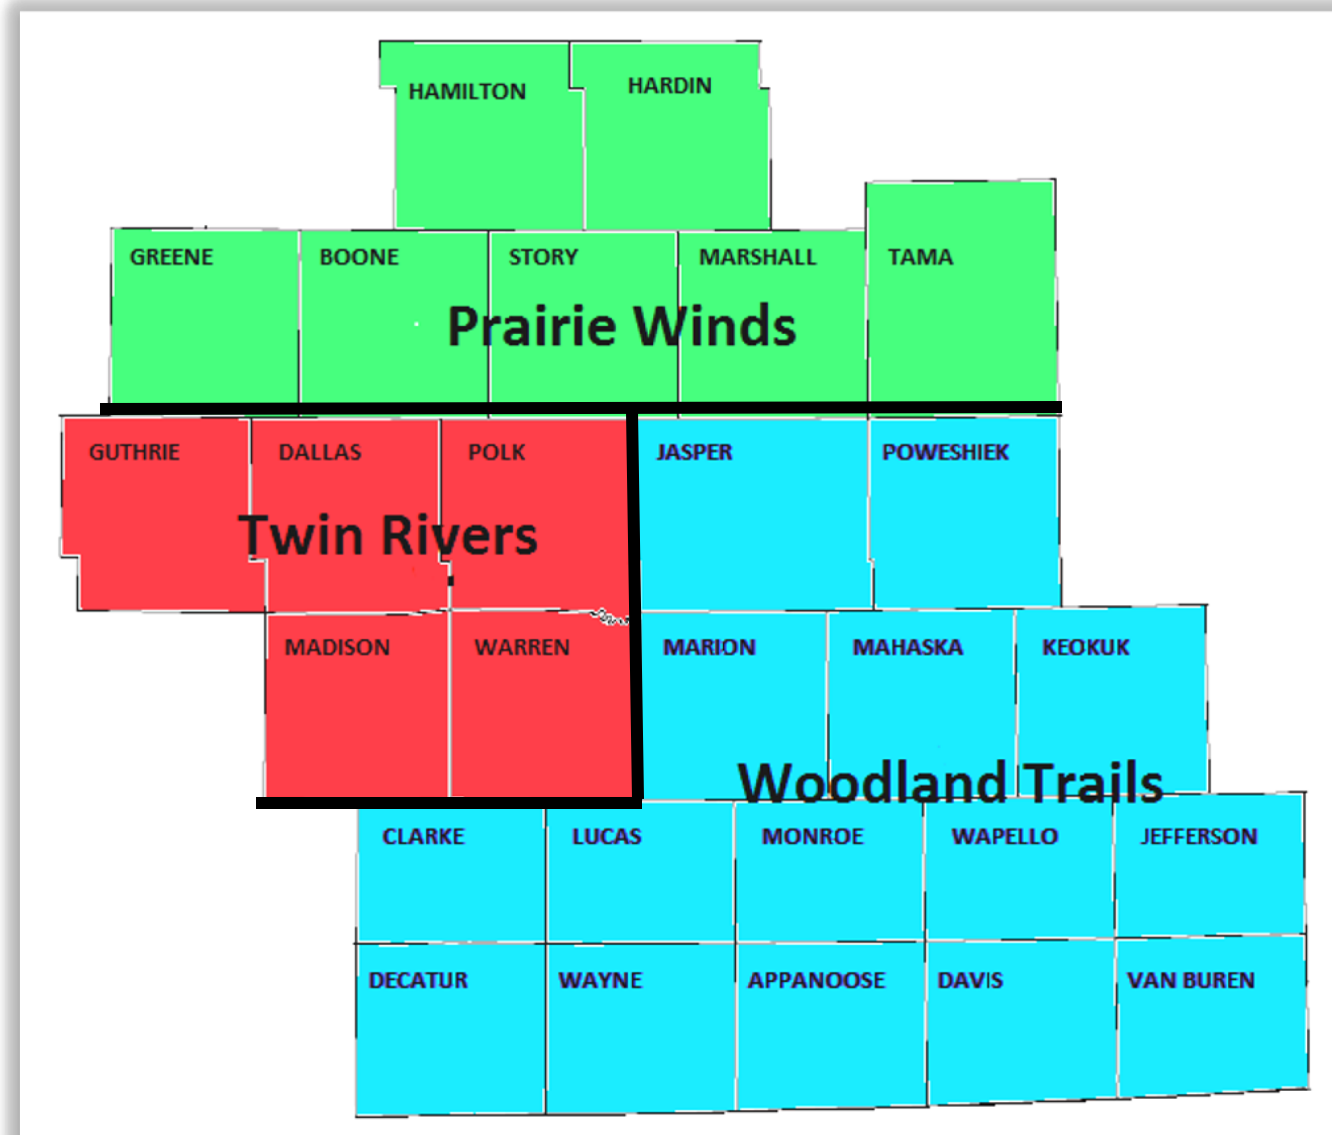 HAMILTON HARDIN
GREENE BOONE STORY MARSHALL TAMA
Prairie Winds
GUTHRIE DALLAS POLK JASPER POWESHIEK
Twin Rivers
MADISON WARREN MARION MAHASKA KEOKUK
Woodland Trails
CLARKE LUCAS MONROE WAPELLO JEFFERSON
DECATUR WAYNE APPANOOSE DAVIS VAN BUREN